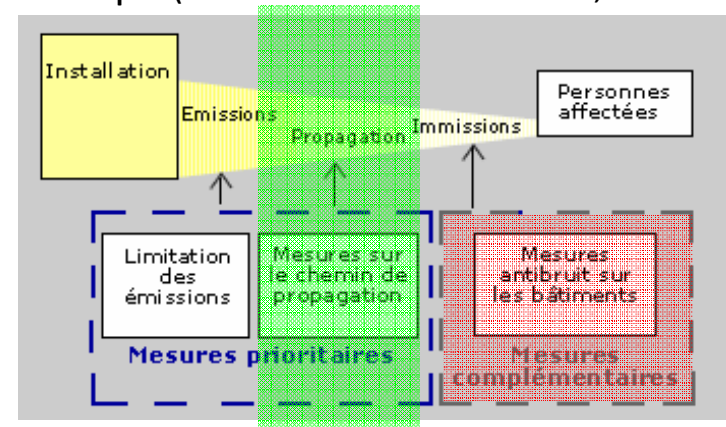 Installation
Emissions
Propagation
Immissions
Personnes
affectées
Limitation
des
émissions
Mesures sur
le chemin de
propagation
Mesures prioritaires
Mesures
antibruit sur
les bâtiments
Mesures
complémentaires